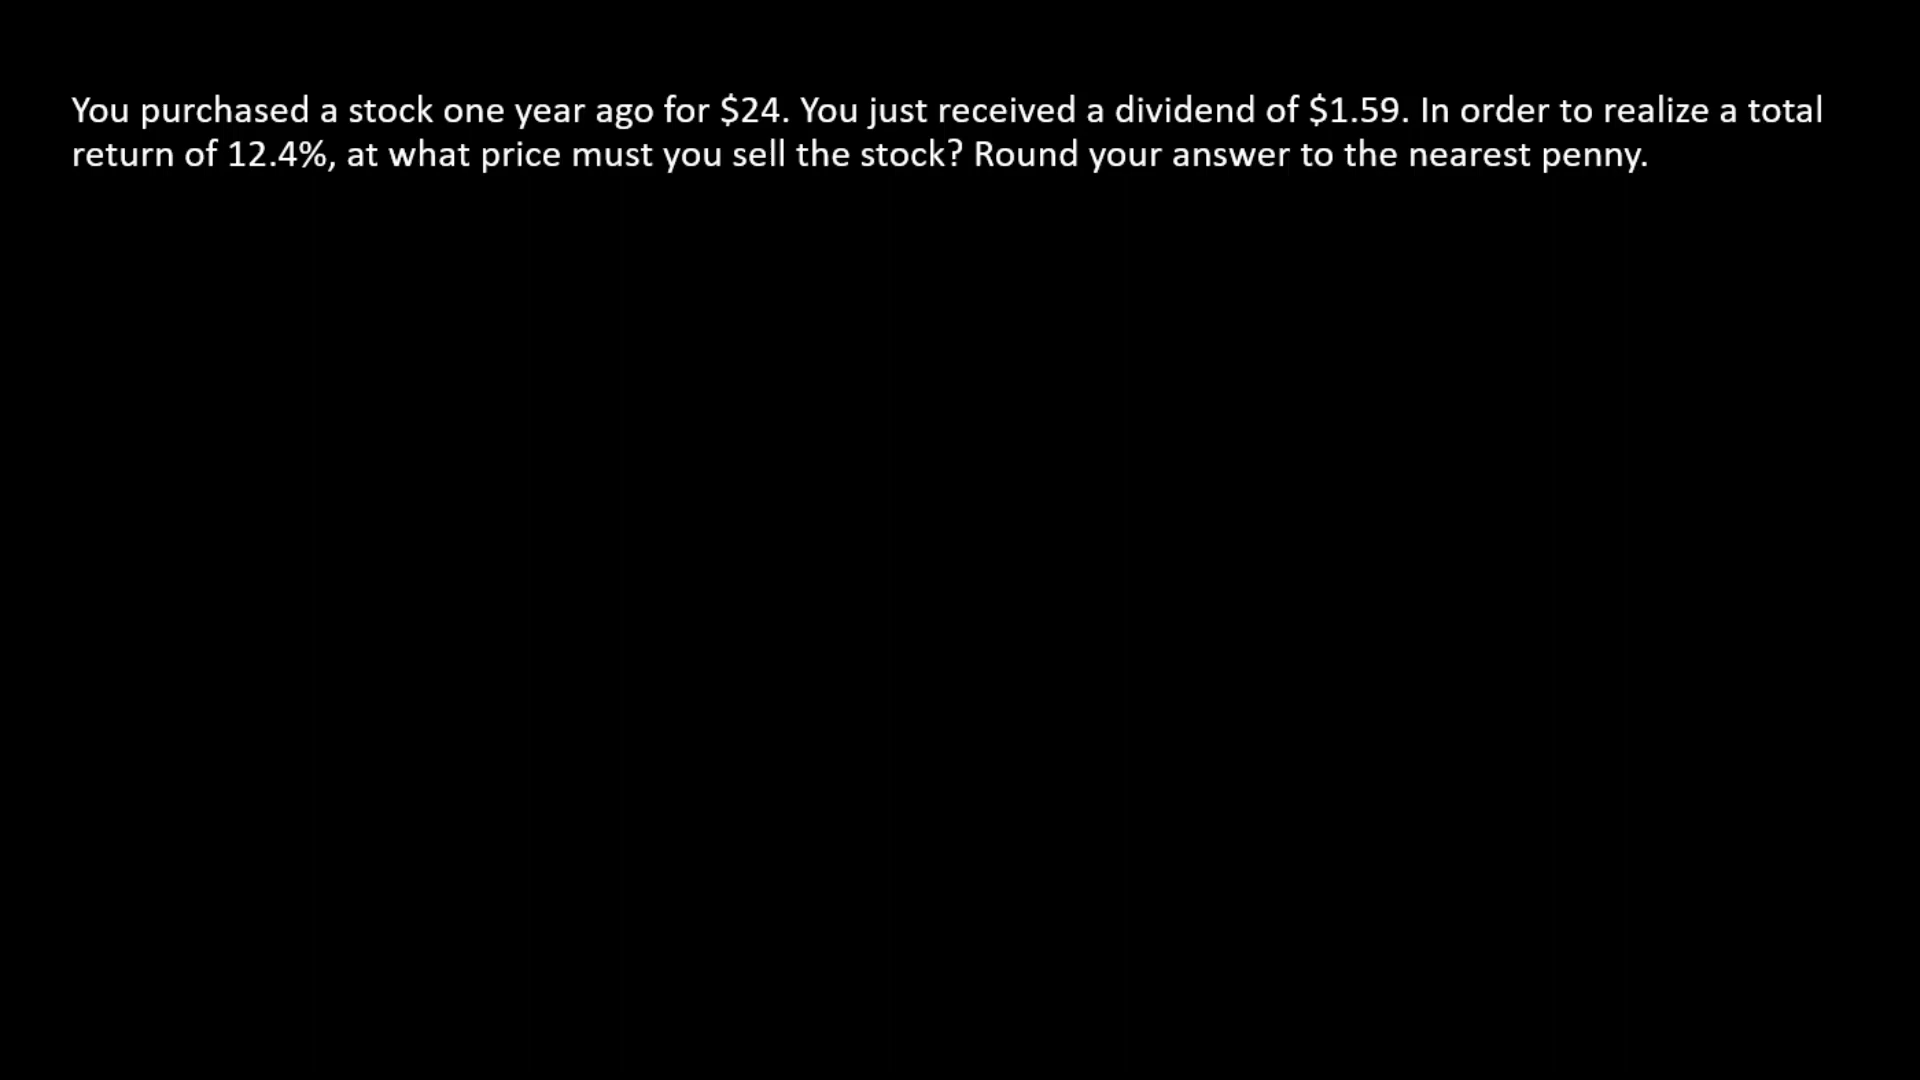 You purchased a stock one year ago for $24. You just received a dividend of $1.59. In order to realize a total
return of 12.4%, at what price must you sell the stock? Round your answer to the nearest penny.